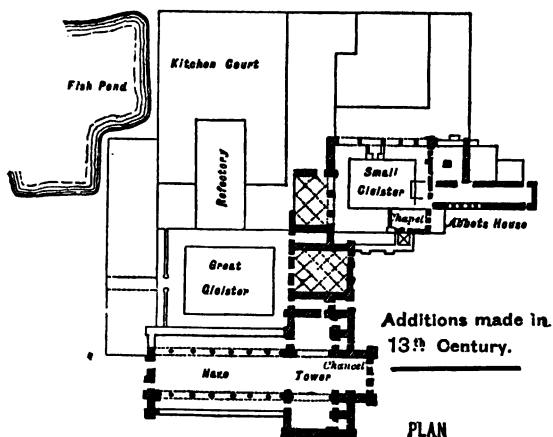 Fish Pond
Kitchen Court
Refectory
Small
Cloister
Chapel
Abbots House
Great
Cloister
Additions made in
13th Century.
Chancel
Nave
Tower
PLAN